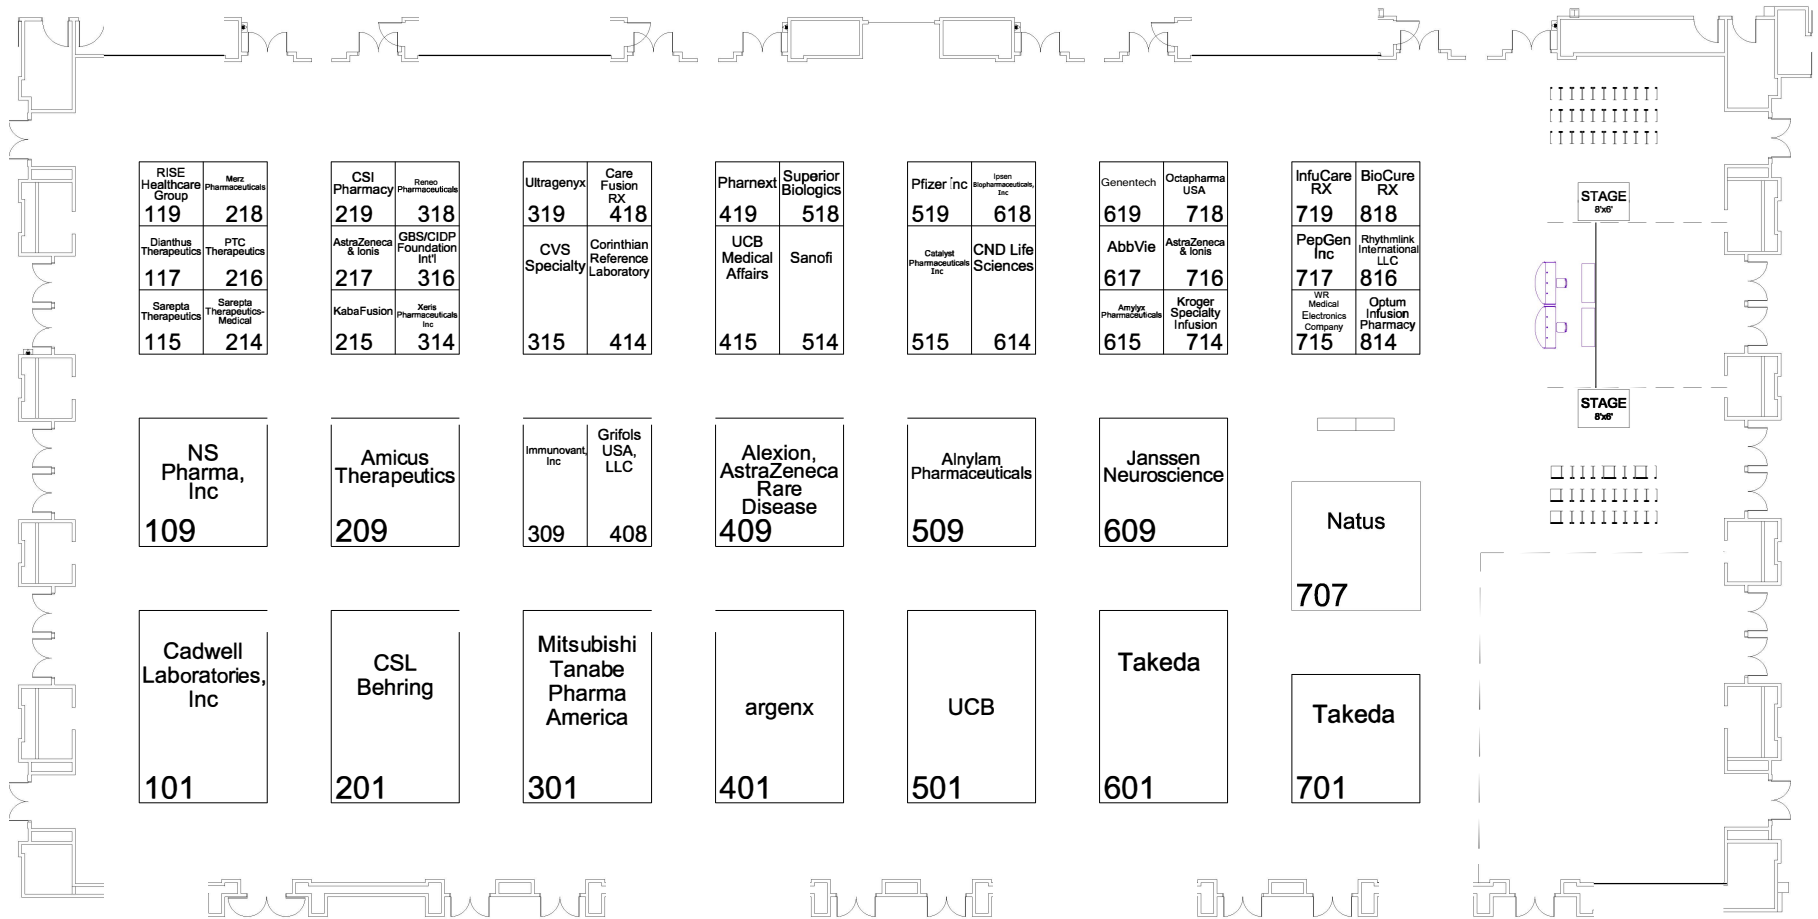 RISE
Healthcare
Group
119
Merz
Pharmaceuticals
218
CSI
Pharmacy
219
Reneo
Pharmaceuticals
318
Ultragenyx
319
Care
Fusion
RX
418
Pharnext
419
Superior
Biologics
518
Pfizer Inc
519
Ipsen
Biopharmaceuticals,
Inc
618
Genentech
619
Octapharma
USA
718
InfuCare
RX
719
BioCure
RX
818
STAGE
8'x6'
Dianthus
Therapeutics
117
PTC
Therapeutics
216
AstraZeneca
& Ionis
217
GBS/CIDP
Foundation
Int'l
316
CVS
Specialty
315
Corinthian
Reference
Laboratory
414
UCB
Medical
Affairs
415
Sanofi
514
Catalyst
Pharmaceuticals
Inc
515
CND Life
Sciences
614
AbbVie
617
AstraZeneca
& Ionis
716
PepGen
Inc
717
Rhythmlink
International
LLC
816
Sarepta
Therapeutics
115
Sarepta
Therapeutics-
Medical
214
KabaFusion
215
Xeris
Pharmaceuticals
Inc
314
Amylyx
Pharmaceuticals
615
Kroger
Specialty
Infusion
714
WR
Medical
Electronics
Company
715
Optum
Infusion
Pharmacy
814
STAGE
8'x6'
NS
Pharma,
Inc
109
Amicus
Therapeutics
209
Immunovant,
Inc
309
Grifols
USA,
LLC
408
Alexion,
AstraZeneca
Rare
Disease
409
Alnylam
Pharmaceuticals
509
Janssen
Neuroscience
609
Natus
707
Cadwell
Laboratories,
Inc
101
CSL
Behring
201
Mitsubishi
Tanabe
Pharma
America
301
argenx
401
UCB
501
Takeda
601
Takeda
701